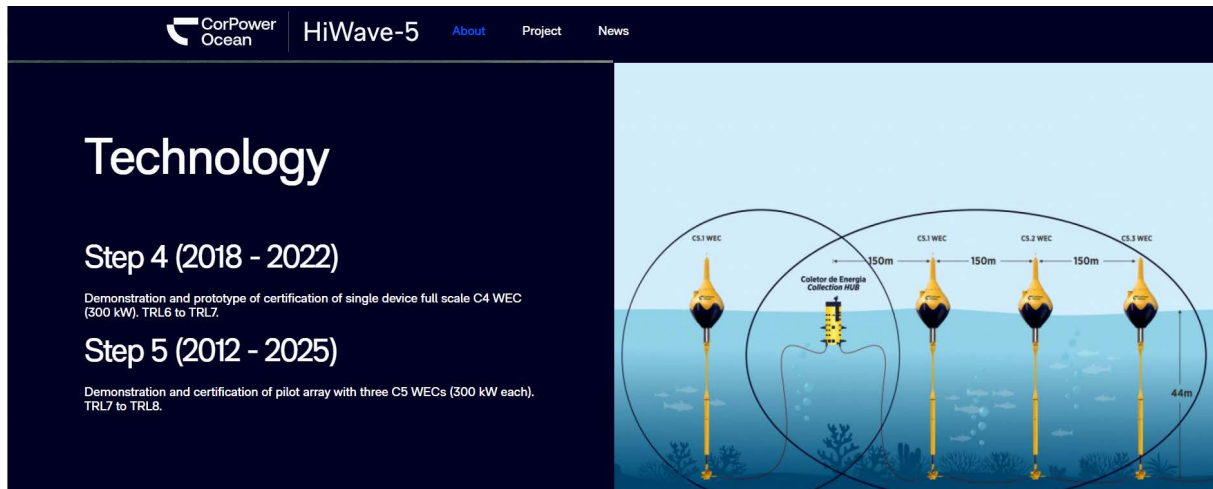 CorPower
Ocean
HiWave-5
About
Project
News
Technology
Step 4 (2018 - 2022)
Demonstration and prototype of certification of single device full scale C4 WEC
(300 kW). TRL6 to TRL7.
Step 5 (2012 - 2025)
Demonstration and certification of pilot array with three C5 WECs (300 kW each).
TRL7 to TRL8.
C5.1 WEC
C5.1 WEC
C5.2 WEC
C5.3 WEC
150m
150m
150m
Coletor de Energia
Collection HUB
44m